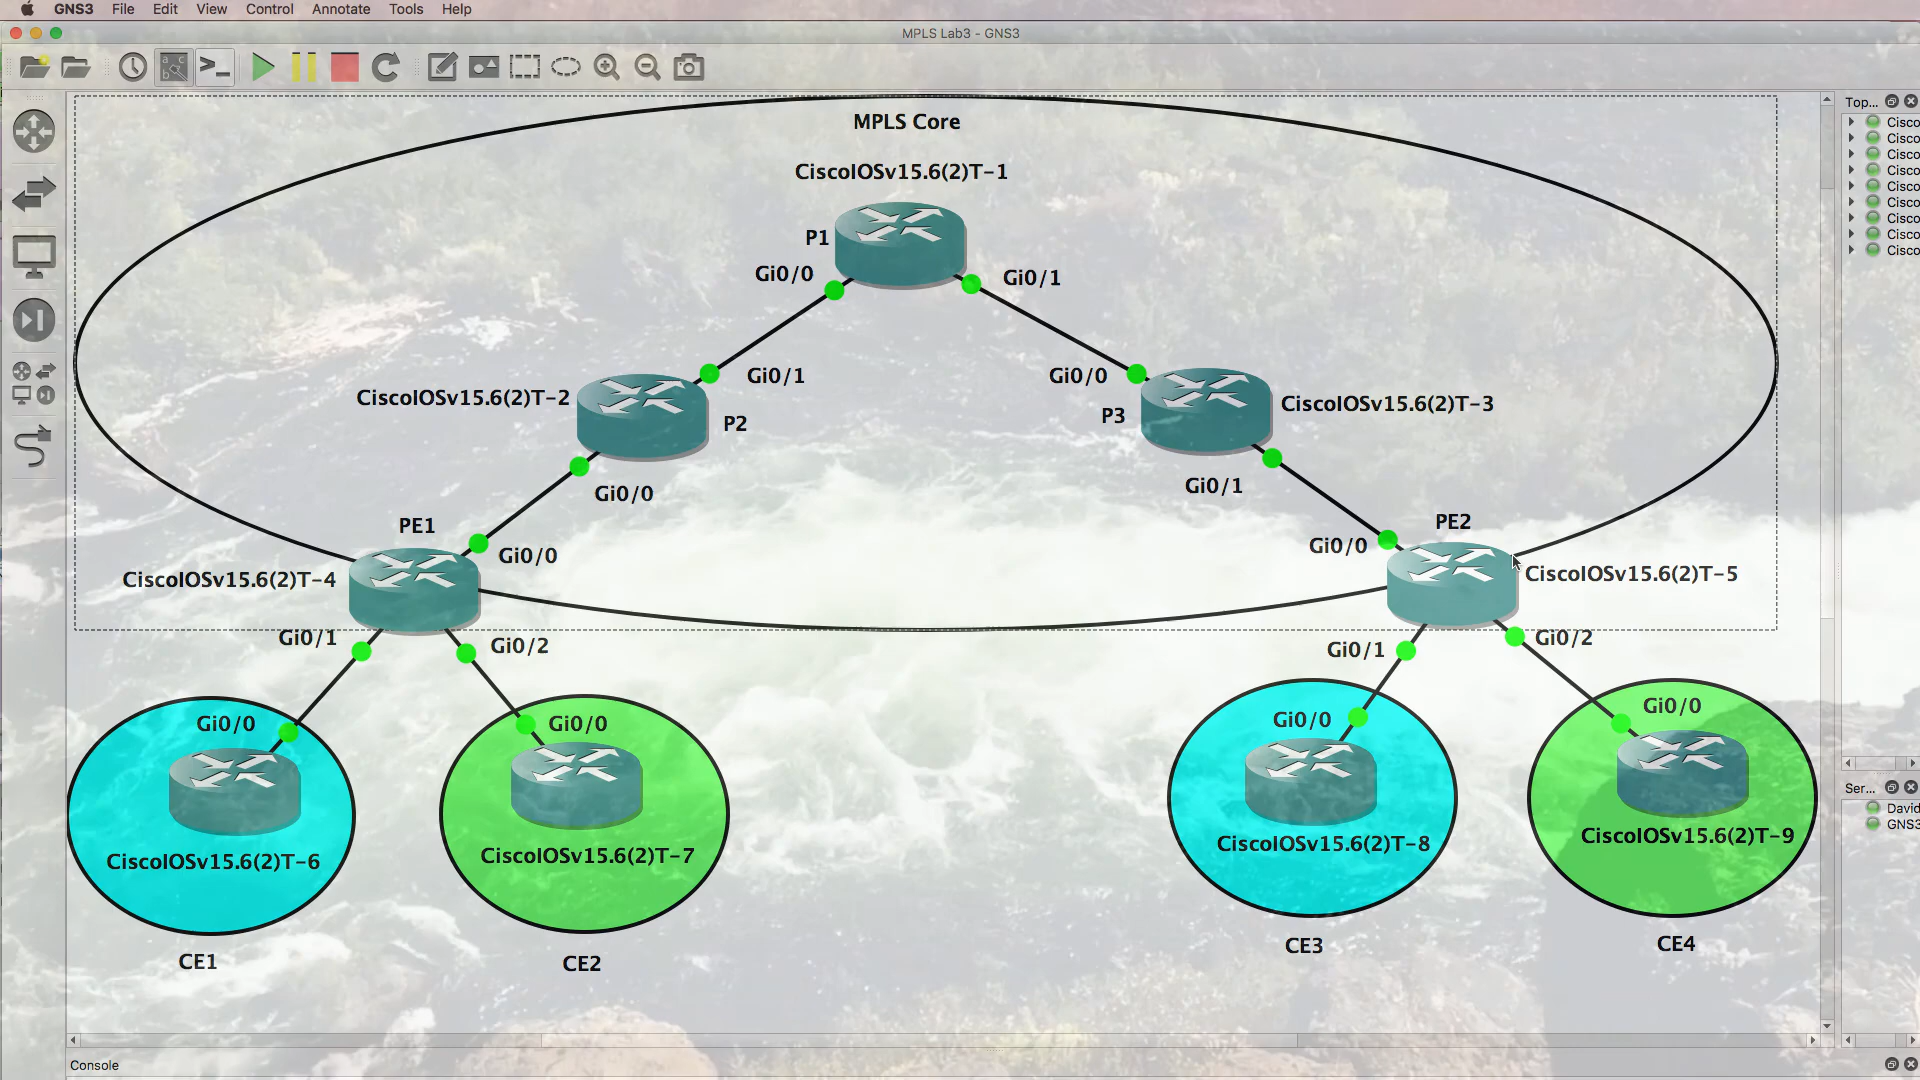 GNS3 File Edit View Control Annotate Tools Help
MPLS Lab3 - GNS3
MPLS Core
CiscoIOSv15.6(2)T-1
P1
Gi0/0
Gi0/1
Gi0/1
Gi0/0
CiscoIOSv15.6(2)T-2
P2
P3
CiscoIOSv15.6(2)T-3
Gi0/0
Gi0/1
PE1
PE2
Gi0/0
Gi0/0
CiscoIOSv15.6(2)T-4
CiscoIOSv15.6(2)T-5
Gi0/1
Gi0/2
Gi0/1
Gi0/2
Gi0/0
Gi0/0
Gi0/0
Gi0/0
CiscoIOSv15.6(2)T-6
CiscoIOSv15.6(2)T-7
CiscoIOSv15.6(2)T-8
CiscoIOSv15.6(2)T-9
CE1
CE2
CE3
CE4
Top...
Cisco
Cisco
Cisco
Cisco
Cisco
Cisco
Cisco
Cisco
Cisco
Ser...
David
GNS3
Console